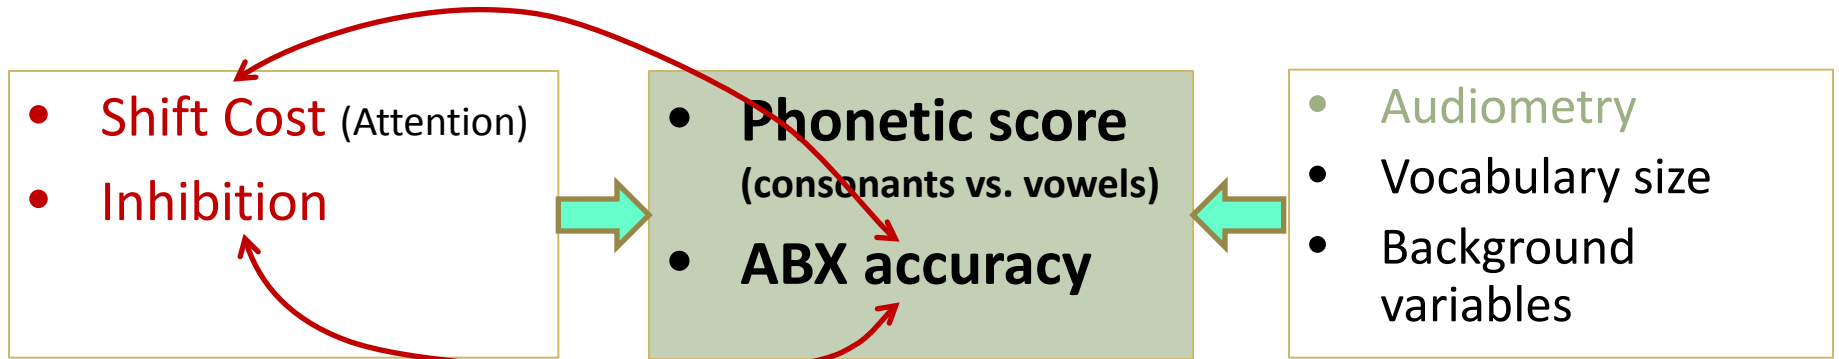 • Shift Cost (Attention)
• Inhibition
• Phonetic score
(consonants vs. vowels)
• ABX accuracy
• Audiometry
• Vocabulary size
• Background
variables